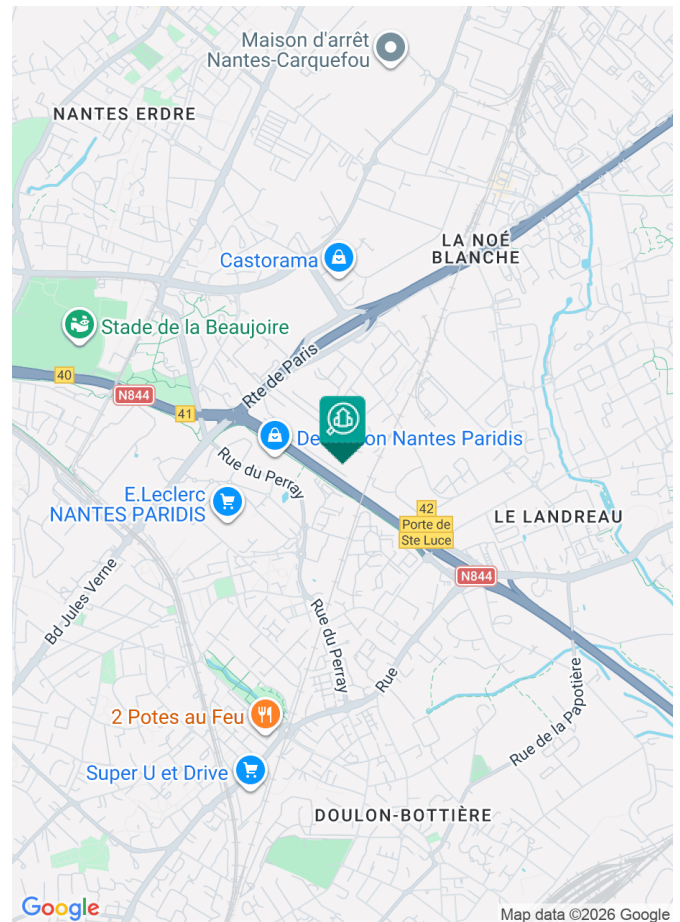 Maison d'arrêt
Nantes-Carquefou
NANTES ERDRE
LA NOÉ
BLANCHE
Castorama
Stade de la Beaujoire
Rte de Paris
40
N844
41
Nantes Paridis
Rue du Perray
E.Leclerc
NANTES PARIDIS
42
Porte de
Ste Luce
LE LANDREAU
N844
Bd Jules Verne
Rue du Perray
Rue
Rue de la Papotière
2 Potes au Feu
Super U et Drive
DOULON-BOTTIÈRE
Google
Map data ©2026 Google